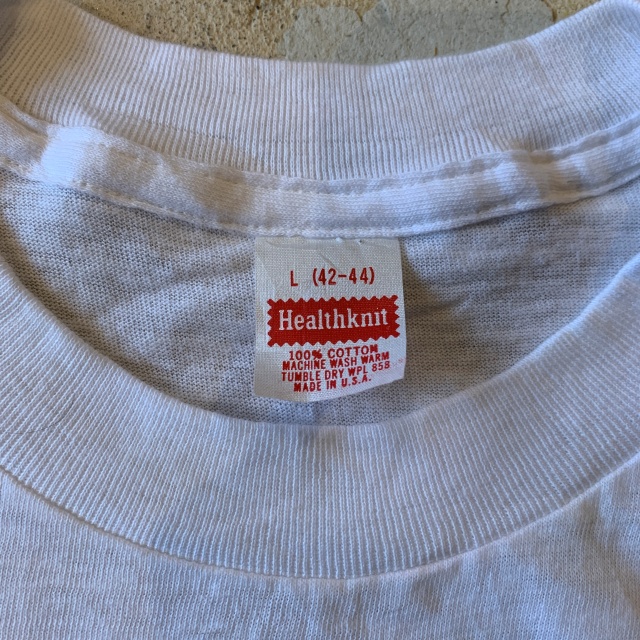 L (42-44)
Healthknit
100% COTTON
MACHINE WASH WARM
TUMBLE DRY WPL 858
MADE IN U.S.A.